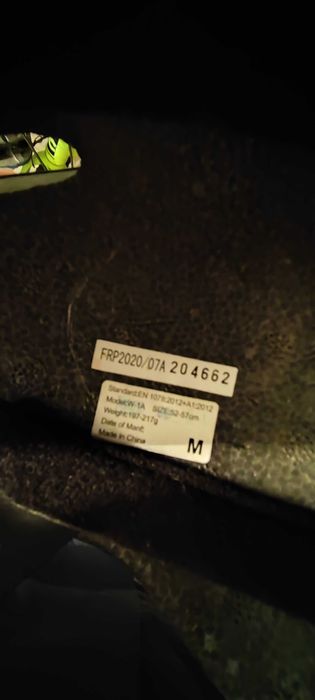 FRP2020/07A 204662
Standard:EN 1078:2012+A1:2012
Model:W-1A SIZE:52-57cm
Weight:197-217g
Date of Manf:
Made in China
M